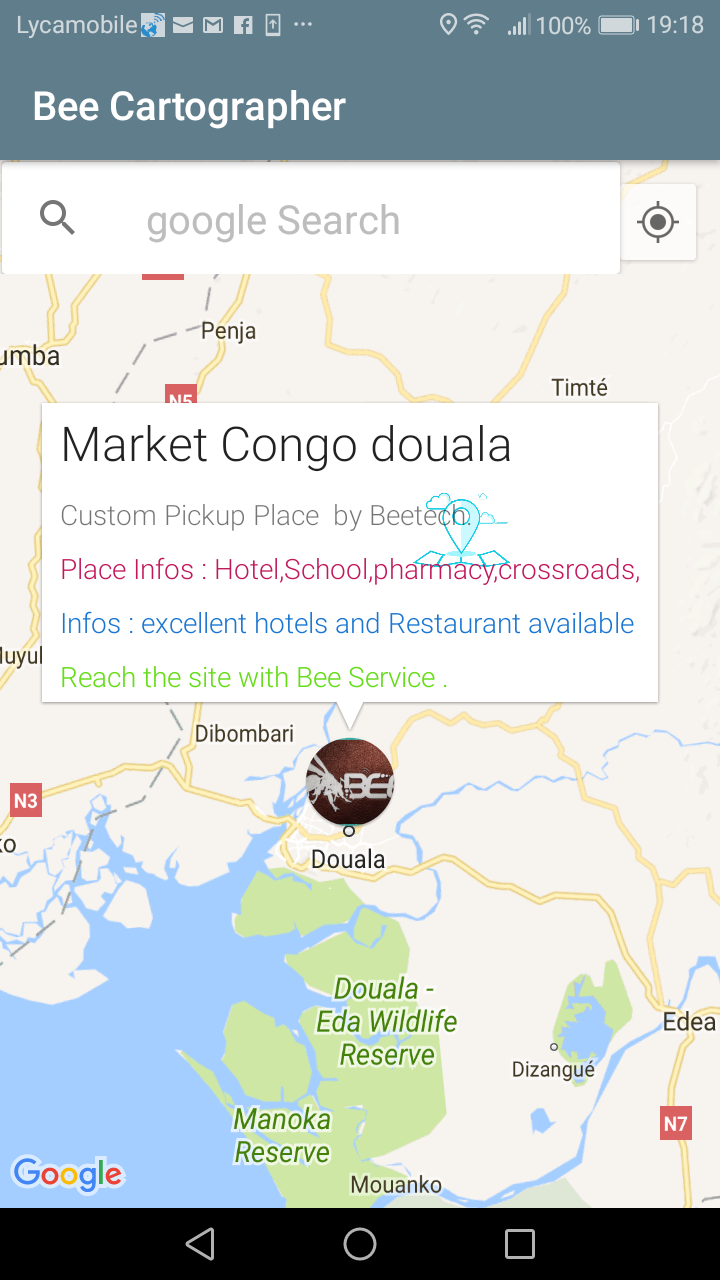 Lycamobile 100% 19:18
Bee Cartographer
google Search
Penja
umba
Timté
N5
Market Congo douala
Custom Pickup Place  by Beetech.
Place Infos : Hotel,School,pharmacy,crossroads,
Infos : excellent hotels and Restaurant available
Reach the site with Bee Service .
Muyu
Dibombari
BEE
N3
ko
Douala
Douala -
Eda Wildlife
Reserve
Edea
Dizangué
Manoka
Reserve
N7
Google
Mouanko